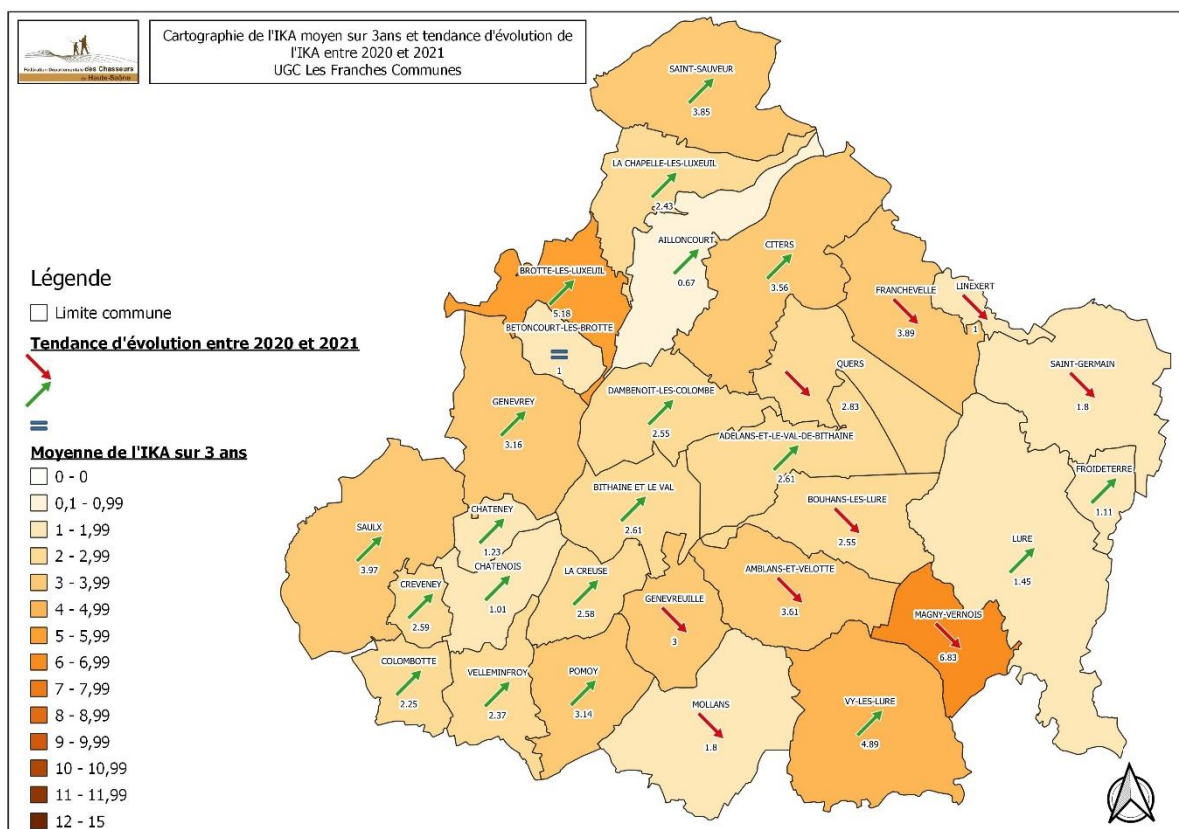 Fédération Départementale des Chasseurs
de Haute-Saône
Cartographie de l'IKA moyen sur 3ans et tendance d'évolution de
l'IKA entre 2020 et 2021
UGC Les Franches Communes
SAINT-SAUVEUR
3.85
LA CHAPELLE-LES-LUXEUIL
2.43
AILLONCOURT
0.67
CITERS
3.56
BROTTE-LES-LUXEUIL
5.18
FRANCHEVELLE
3.89
LINEXERT
1
BETONCOURT-LES-BROTTE
1
SAINT-GERMAIN
1.8
QUERS
2.83
GENEVREY
3.16
DAMBENOIT-LES-COLOMBE
2.55
ADELANS-ET-LE-VAL-DE-BITHAINE
2.61
FROIDETERRE
1.11
BITHAINE ET LE VAL
2.61
BOUHANS-LES-LURE
2.55
SAULX
3.97
CHATENEY
1.23
LURE
1.45
CHATENOIS
1.01
LA CREUSE
2.58
AMBLANS-ET-VELOTTE
3.61
CREVENEY
2.59
GENEVREUILLE
3
MAGNY-VERNOIS
6.83
COLOMBOTTE
2.25
VELLEMINFROY
2.37
POMOY
3.14
MOLLANS
1.8
VY-LES-LURE
4.89
Légende
Limite commune
Tendance d'évolution entre 2020 et 2021
Moyenne de l'IKA sur 3 ans
0 - 0
0,1 - 0,99
1 - 1,99
2 - 2,99
3 - 3,99
4 - 4,99
5 - 5,99
6 - 6,99
7 - 7,99
8 - 8,99
9 - 9,99
10 - 10,99
11 - 11,99
12 - 15